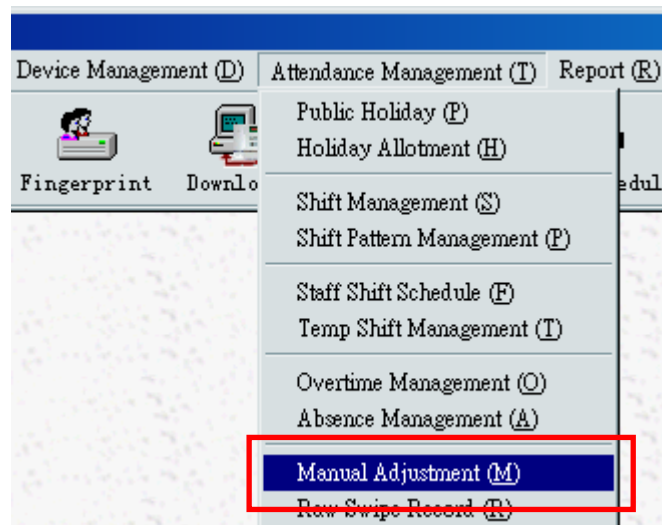 Device Management (D) Attendance Management (T) Report (R)
Fingerprint
Public Holiday (P)
Holiday Allotment (H)
Shift Management (S)
Shift Pattern Management (P)
Staff Shift Schedule (F)
Temp Shift Management (T)
Overtime Management (O)
Absence Management (A)
Manual Adjustment (M)
Raw Swipe Record (R)